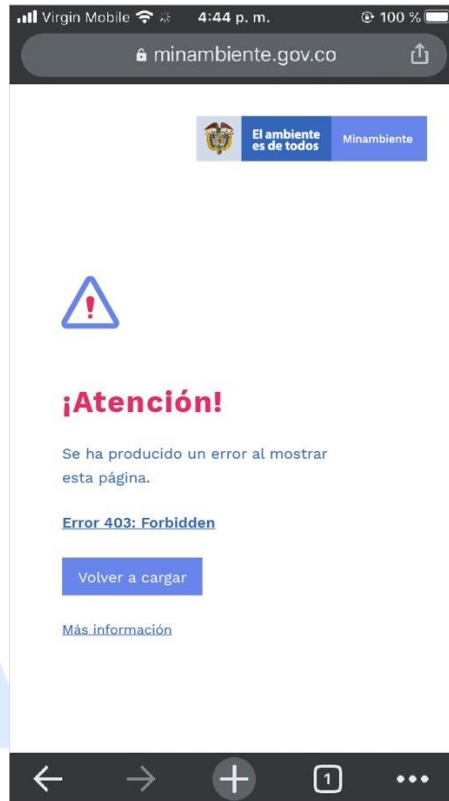 Virgin Mobile 4:44 p. m. 100 %
minambiente.gov.co
El ambiente
es de todos
Minambiente
¡Atención!
Se ha producido un error al mostrar
esta página.
Error 403: Forbidden
Volver a cargar
Más información
1